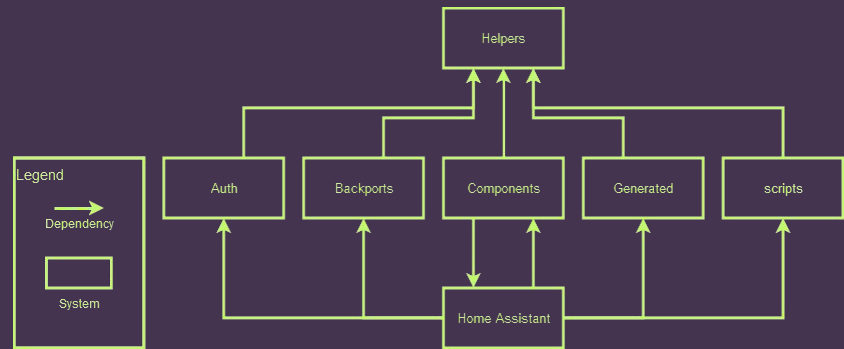 Helpers
Legend
Dependency
System
Auth
Backports
Components
Generated
scripts
Home Assistant